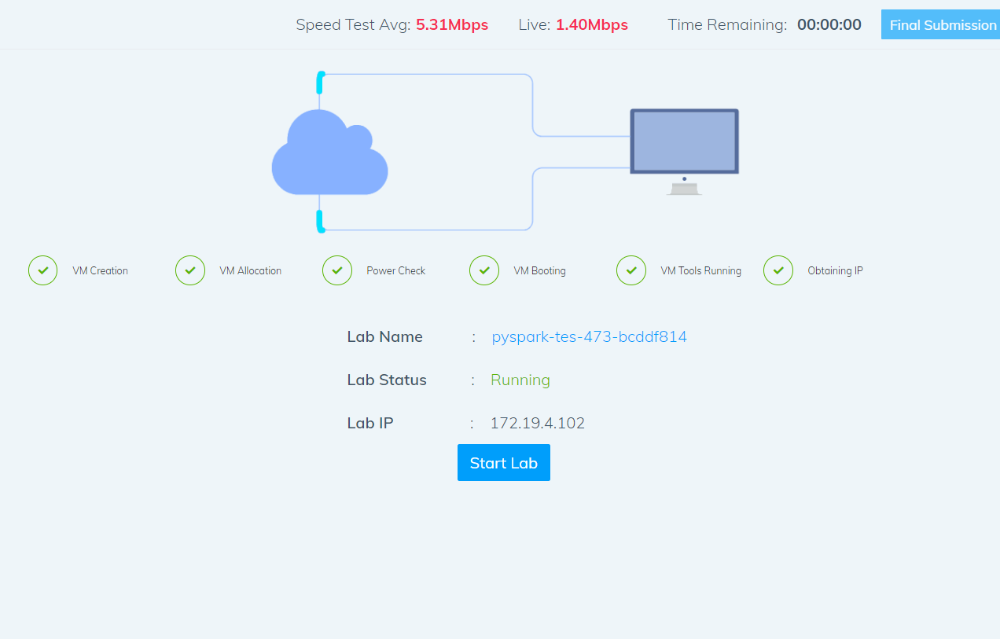 Speed Test Avg: 5.31Mbps Live: 1.40Mbps Time Remaining: 00:00:00 Final Submission
VM Creation VM Allocation Power Check VM Booting VM Tools Running Obtaining IP
Lab Name : pyspark-tes-473-bcddf814
Lab Status : Running
Lab IP : 172.19.4.102
Start Lab